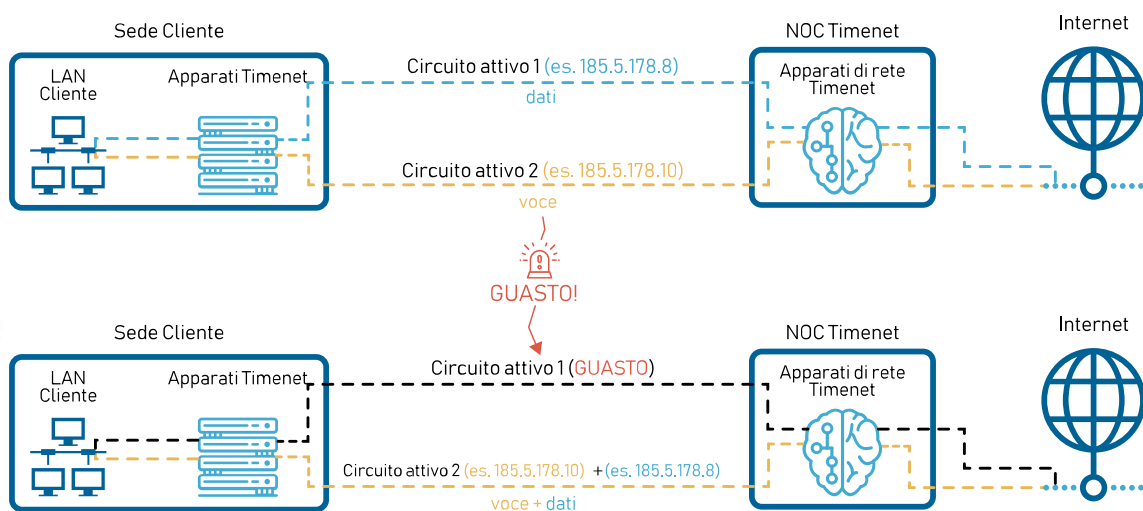 Sede Cliente
NOC Timenet
Internet
LAN
Cliente
Apparati Timenet
Circuito attivo 1 (es. 185.5.178.8)
dati
Apparati di rete
Timenet
Circuito attivo 2 (es. 185.5.178.10)
voce
GUASTO!
Sede Cliente
NOC Timenet
Internet
LAN
Cliente
Apparati Timenet
Circuito attivo 1 (GUASTO)
Apparati di rete
Timenet
Circuito attivo 2 (es. 185.5.178.10) +(es. 185.5.178.8)
voce + dati